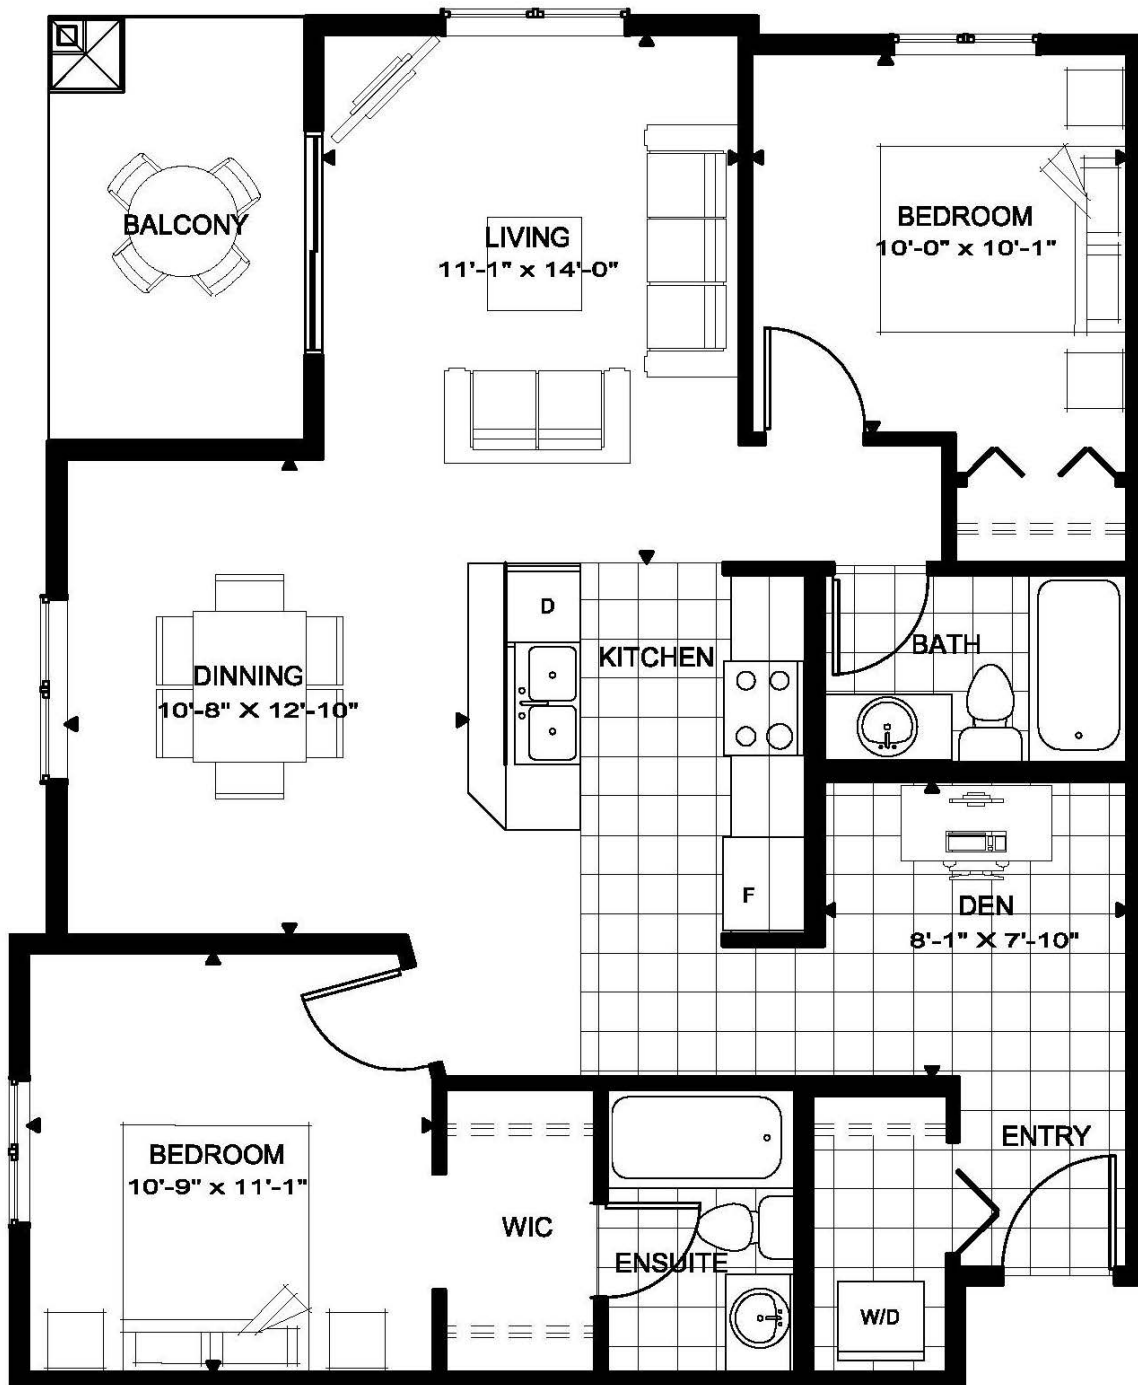 BALCONY
LIVING
11'-1" x 14'-0"
BEDROOM
10'-0" x 10'-1"
D
KITCHEN
BATH
DINNING
10'-8" X 12'-10"
F
DEN
8'-1" X 7'-10"
ENTRY
BEDROOM
10'-9" x 11'-1"
WIC
ENSUITE
W/D